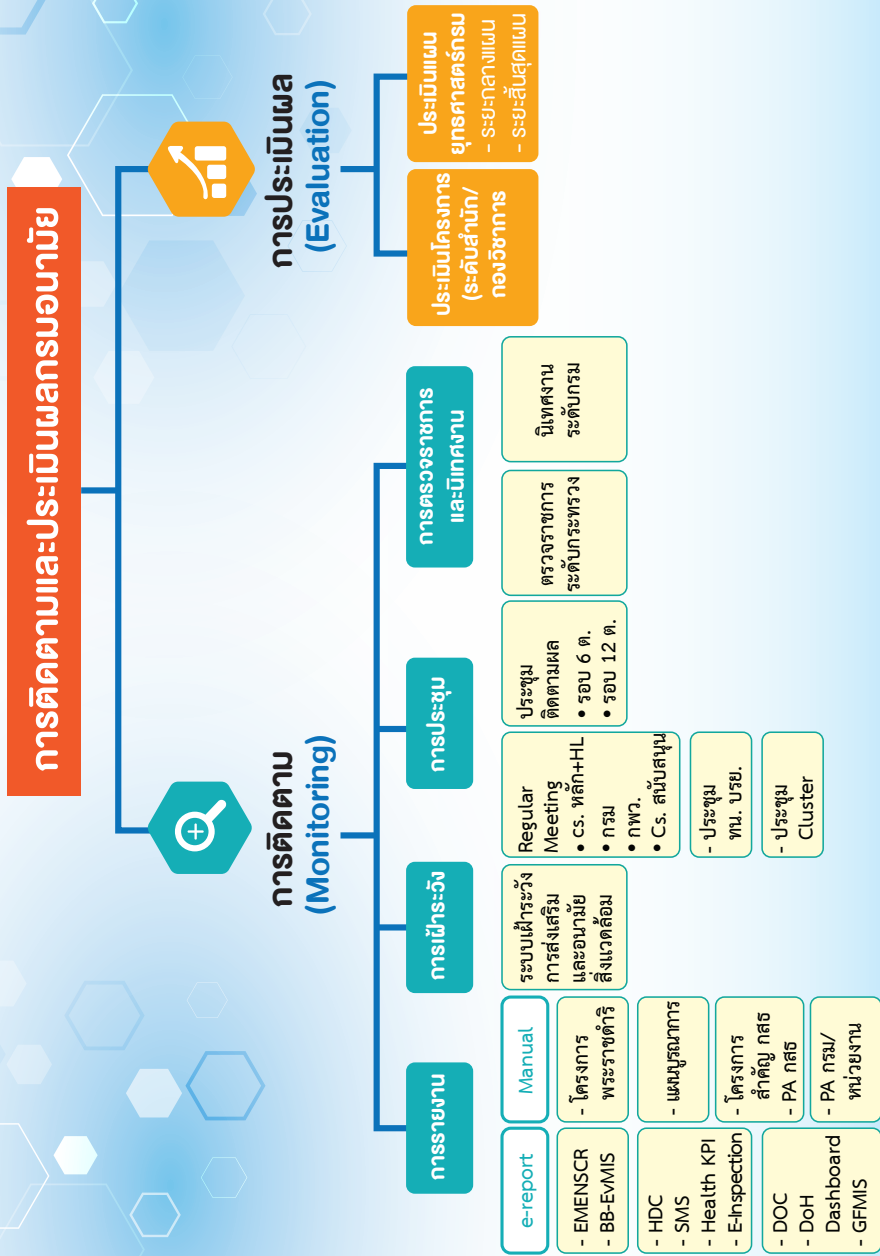 การติดตามและประเมินผลกรมอนามัย
การติดตาม
(Monitoring)
การรายงาน
e-report
- EMENSCR
- BB-EvMIS
- HDC
- SMS
- Health KPI
- E-Inspection
- DOC
- DoH
Dashboard
- GFMIS
Manual
- โครงการ
พระราชดำริ
- แผนบูรณาการ
- โครงการ
สำคัญ กสธ
- PA กสธ
- PA กรม/
หน่วยงาน
การเฝ้าระวัง
ระบบเฝ้าระวัง
การส่งเสริม
และอนามัย
สิ่งแวดล้อม
การประชุม
Regular
Meeting
• cs. หลัก+HL
• กรม
• กพว.
• Cs. สนับสนุน
- ประชุม
ทน. บรย.
- ประชุม
Cluster
ประชุม
ติดตามผล
• รอบ 6 ด.
• รอบ 12 ด.
การตรวจราชการ
และนิเทศงาน
ตรวจราชการ
ระดับกระทรวง
นิเทศงาน
ระดับกรม
การประเมินผล
(Evaluation)
ประเมินโครงการ
(ระดับสำนัก/
กองวิชาการ
ประเมินแผน
ยุทธศาสตร์กรม
- ระยะกลางแผน
- ระยะสิ้นสุดแผน